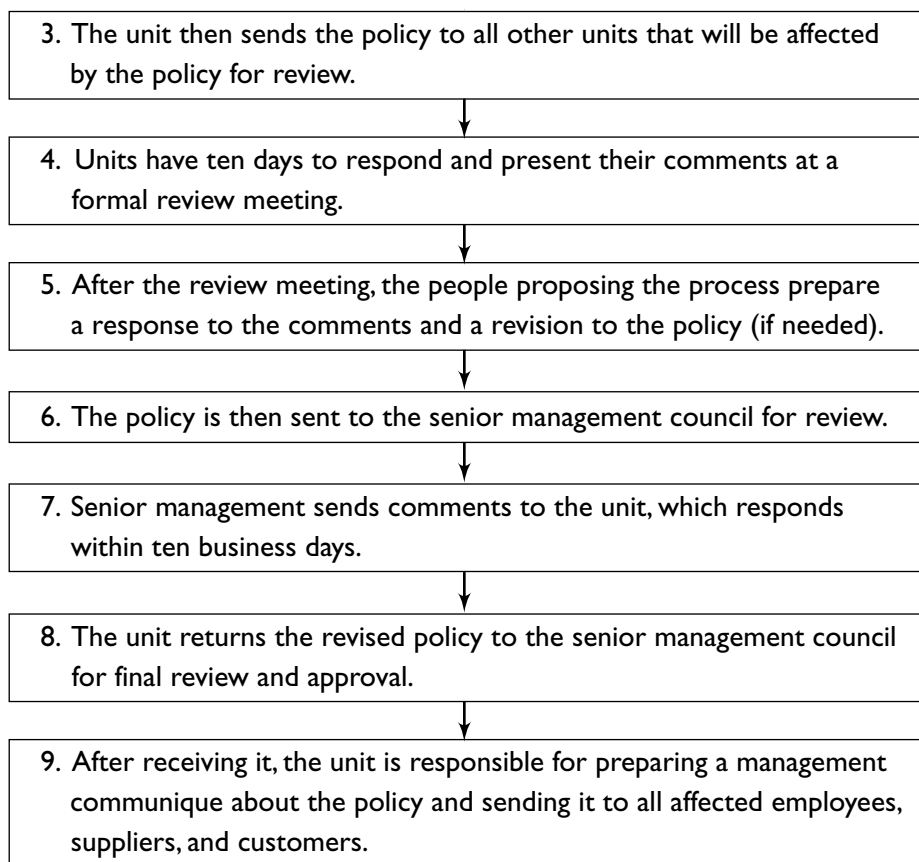 3. The unit then sends the policy to all other units that will be affected
by the policy for review.
4. Units have ten days to respond and present their comments at a
formal review meeting.
5. After the review meeting, the people proposing the process prepare
a response to the comments and a revision to the policy (if needed).
6. The policy is then sent to the senior management council for review.
7. Senior management sends comments to the unit, which responds
within ten business days.
8. The unit returns the revised policy to the senior management council
for final review and approval.
9. After receiving it, the unit is responsible for preparing a management
communique about the policy and sending it to all affected employees,
suppliers, and customers.